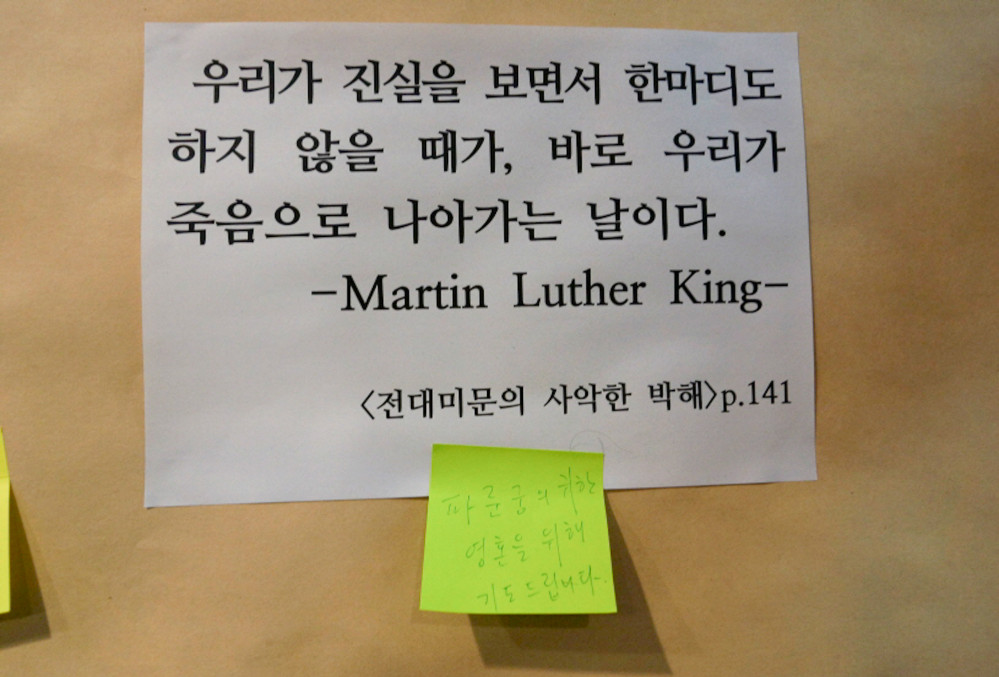 우리가 진실을 보면서 한마디도
하지 않을 때가, 바로 우리가
죽음으로 나아가는 날이다.
-Martin Luther King-
<전대미문의 사악한 박해>p.141
파룬궁의
영혼을 위해
기도드립니다.